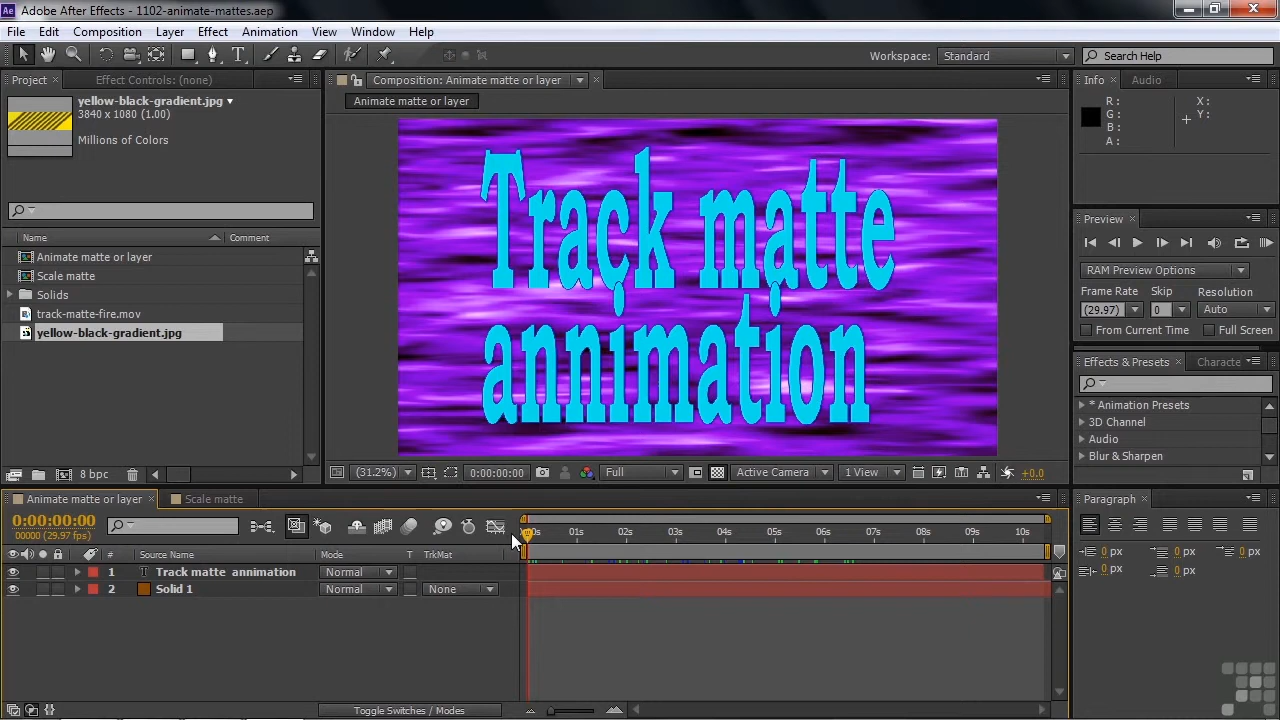 Ae Adobe After Effects - 1102-animate-mattes.aep
File Edit Composition Layer Effect Animation View Window Help
Workspace: Standard Search Help
Project Effect Controls: (none) Composition: Animate matte or layer Info Audio
yellow-black-gradient.jpg
3840 x 1080 (1.00)
Millions of Colors
Animate matte or layer
R : X :
G : Y :
B :
A :
Track matte
annimation
Preview
Name Comment
Animate matte or layer
Scale matte
Solids
track-matte-fire.mov
yellow-black-gradient.jpg
RAM Preview Options
Frame Rate Skip Resolution
(29.97) 0 Auto
From Current Time Full Screen
Effects & Presets Characte
* Animation Presets
3D Channel
Audio
Blur & Sharpen
8 bpc
(31.2%) 0:00:00:00 Full Active Camera 1 View +0.0
Animate matte or layer Scale matte
Paragraph
0:00:00:00
00000 (29.97 fps)
00s 01s 02s 03s 04s 05s 06s 07s 08s 09s 10s
# Source Name Mode T TrkMat
1 T Track matte annimation Normal
2 Solid 1 Normal None
0 px 0 px 0 px
0 px 0 px
Toggle Switches / Modes